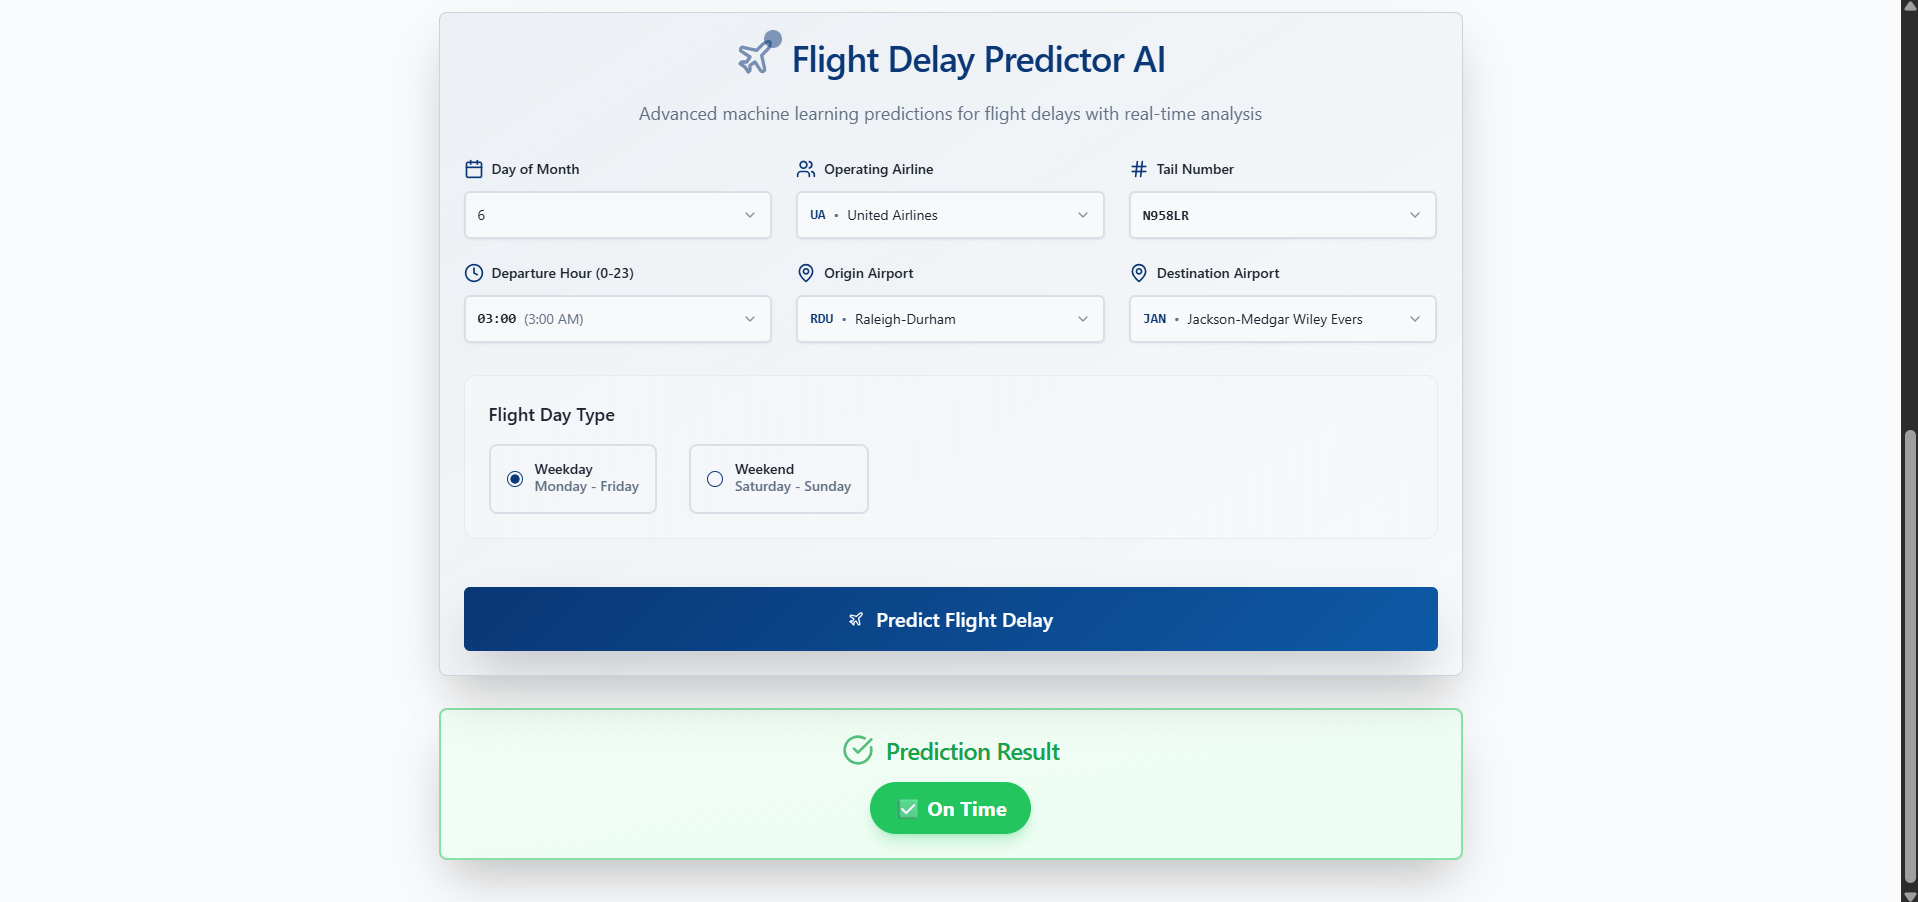 Flight Delay Predictor AI
Advanced machine learning predictions for flight delays with real-time analysis
Day of Month
6
Operating Airline
UA • United Airlines
Tail Number
N958LR
Departure Hour (0-23)
03:00 (3:00 AM)
Origin Airport
RDU • Raleigh-Durham
Destination Airport
JAN • Jackson-Medgar Wiley Evers
Flight Day Type
Weekday
Monday - Friday
Weekend
Saturday - Sunday
Predict Flight Delay
Prediction Result
✅ On Time